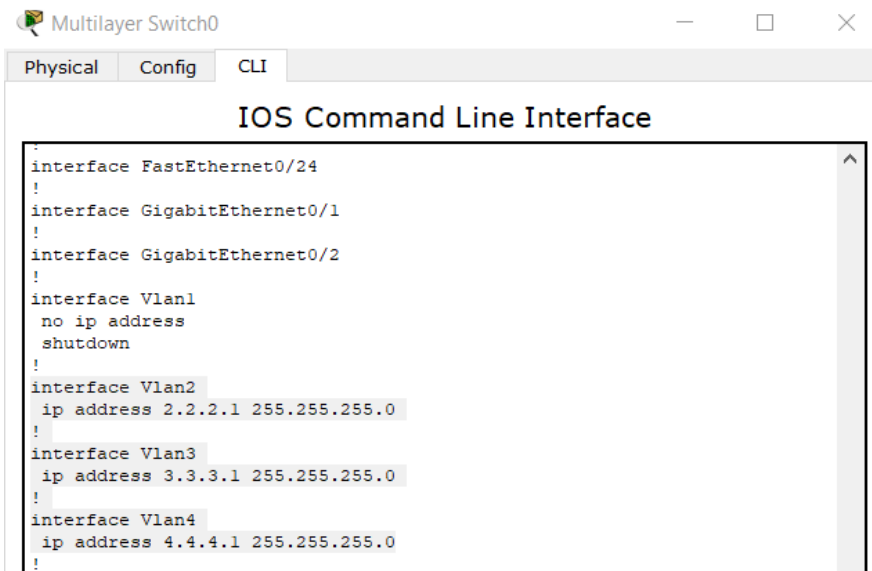 Multilayer Switch0
Physical Config CLI
IOS Command Line Interface
!
interface FastEthernet0/24
!
interface GigabitEthernet0/1
!
interface GigabitEthernet0/2
!
interface Vlan1
no ip address
shutdown
!
interface Vlan2
ip address 2.2.2.1 255.255.255.0
!
interface Vlan3
ip address 3.3.3.1 255.255.255.0
!
interface Vlan4
ip address 4.4.4.1 255.255.255.0
!